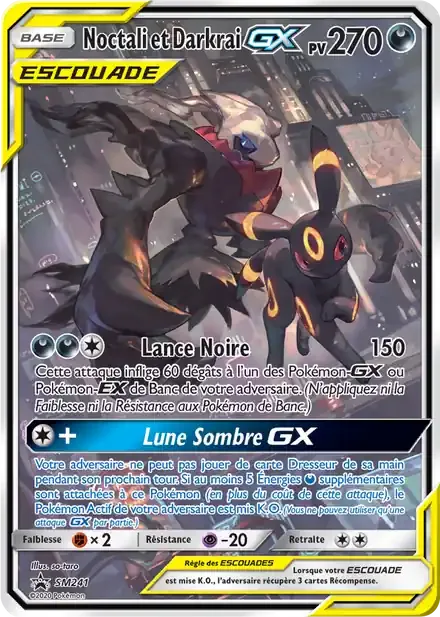 BASE Noctali et Darkrai GX PV270
ESCOUADE
Lance Noire 150
Cette attaque inflige 60 dégâts à l'un des Pokémon-GX ou
Pokémon-EX de Banc de votre adversaire. (N'appliquez ni la
Faiblesse ni la Résistance aux Pokémon de Banc.)
+ Lune Sombre GX
Votre adversaire ne peut pas jouer de carte Dresseur de sa main
pendant son prochain tour. Si au moins 5 Énergies supplémentaires
sont attachées à ce Pokémon (en plus du coût de cette attaque), le
Pokémon Actif de votre adversaire est mis K.O. (Vous ne pouvez utiliser qu'une
attaque GX par partie.)
Faiblesse ×2 Résistance -20 Retraite
Illus. so-taro
PROMO SM241
©2020 Pokémon
Règle des ESCOUADES Lorsque votre ESCOUADE
est mise K.O., l'adversaire récupère 3 cartes Récompense.